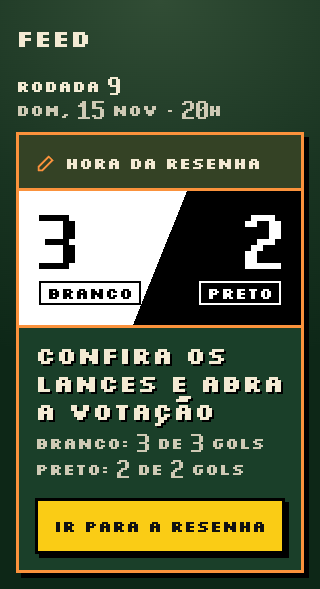 FEED
RODADA 9
DOM, 15 NOV · 20H
HORA DA RESENHA
3 2
BRANCO PRETO
CONFIRA OS
LANCES E ABRA
A VOTAÇÃO
BRANCO: 3 DE 3 GOLS
PRETO: 2 DE 2 GOLS
IR PARA A RESENHA